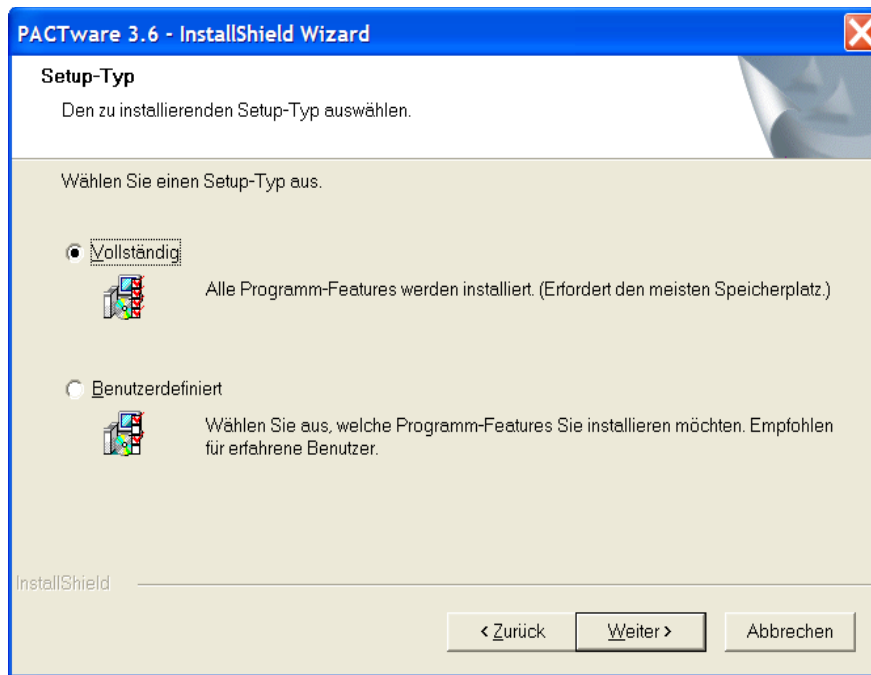 PACTware 3.6 - InstallShield Wizard
Setup-Typ
Den zu installierenden Setup-Typ auswählen.
Wählen Sie einen Setup-Typ aus.
Vollständig
Alle Programm-Features werden installiert. (Erfordert den meisten Speicherplatz.)
Benutzerdefiniert
Wählen Sie aus, welche Programm-Features Sie installieren möchten. Empfohlen
für erfahrene Benutzer.
InstallShield
< Zurück
Weiter >
Abbrechen